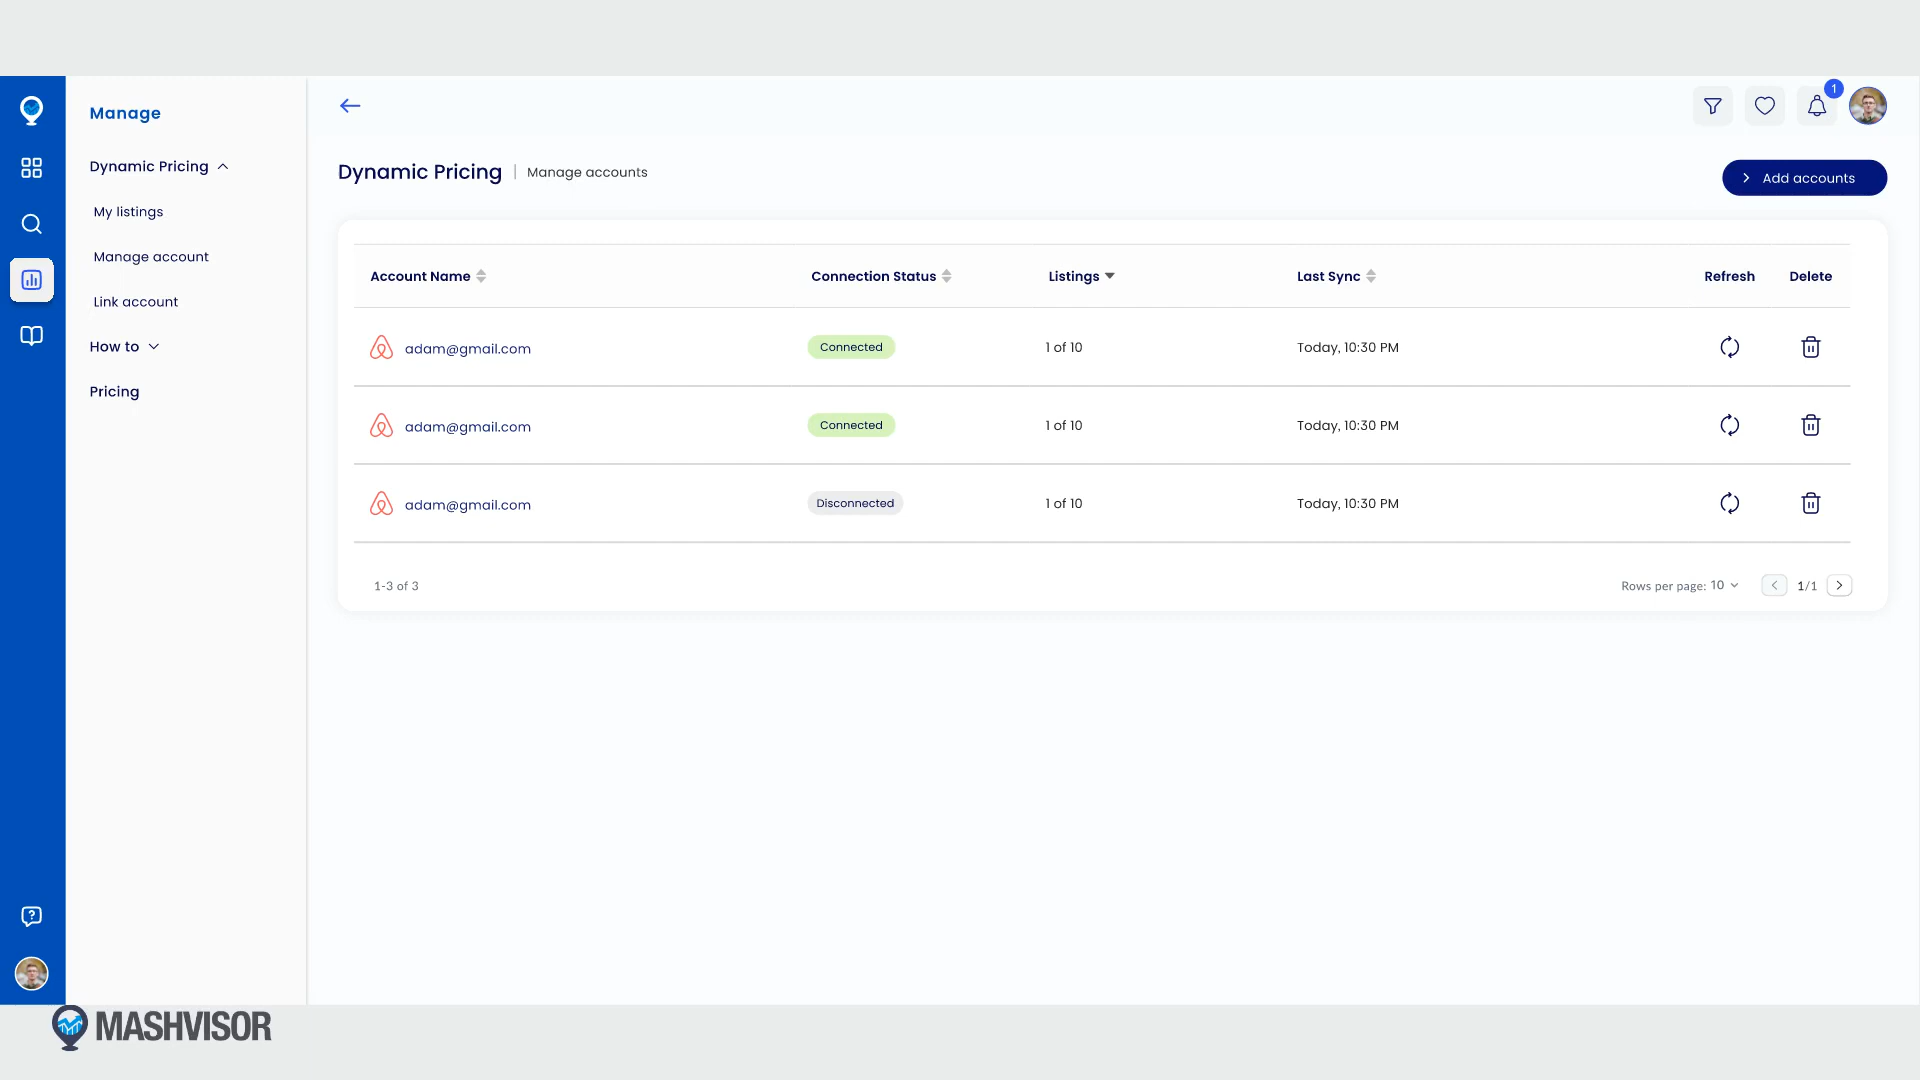 1
Manage
Dynamic Pricing
My listings
Manage account
Link account
How to
Pricing
Dynamic Pricing | Manage accounts
Add accounts
Account Name Connection Status Listings Last Sync Refresh Delete
adam@gmail.com Connected 1 of 10 Today, 10:30 PM
adam@gmail.com Connected 1 of 10 Today, 10:30 PM
adam@gmail.com Disconnected 1 of 10 Today, 10:30 PM
1-3 of 3 Rows per page: 10 1/1
?
MASHVISOR